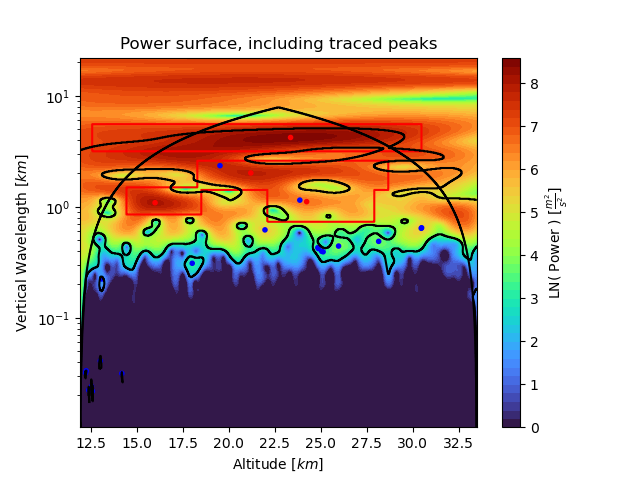 Power surface, including traced peaks
Vertical Wavelength [km]
10¹
10⁰
10⁻¹
12.5 15.0 17.5 20.0 22.5 25.0 27.5 30.0 32.5
Altitude [km]
8
7
6
5
4
3
2
1
0
LN( Power ) [m²/s²]